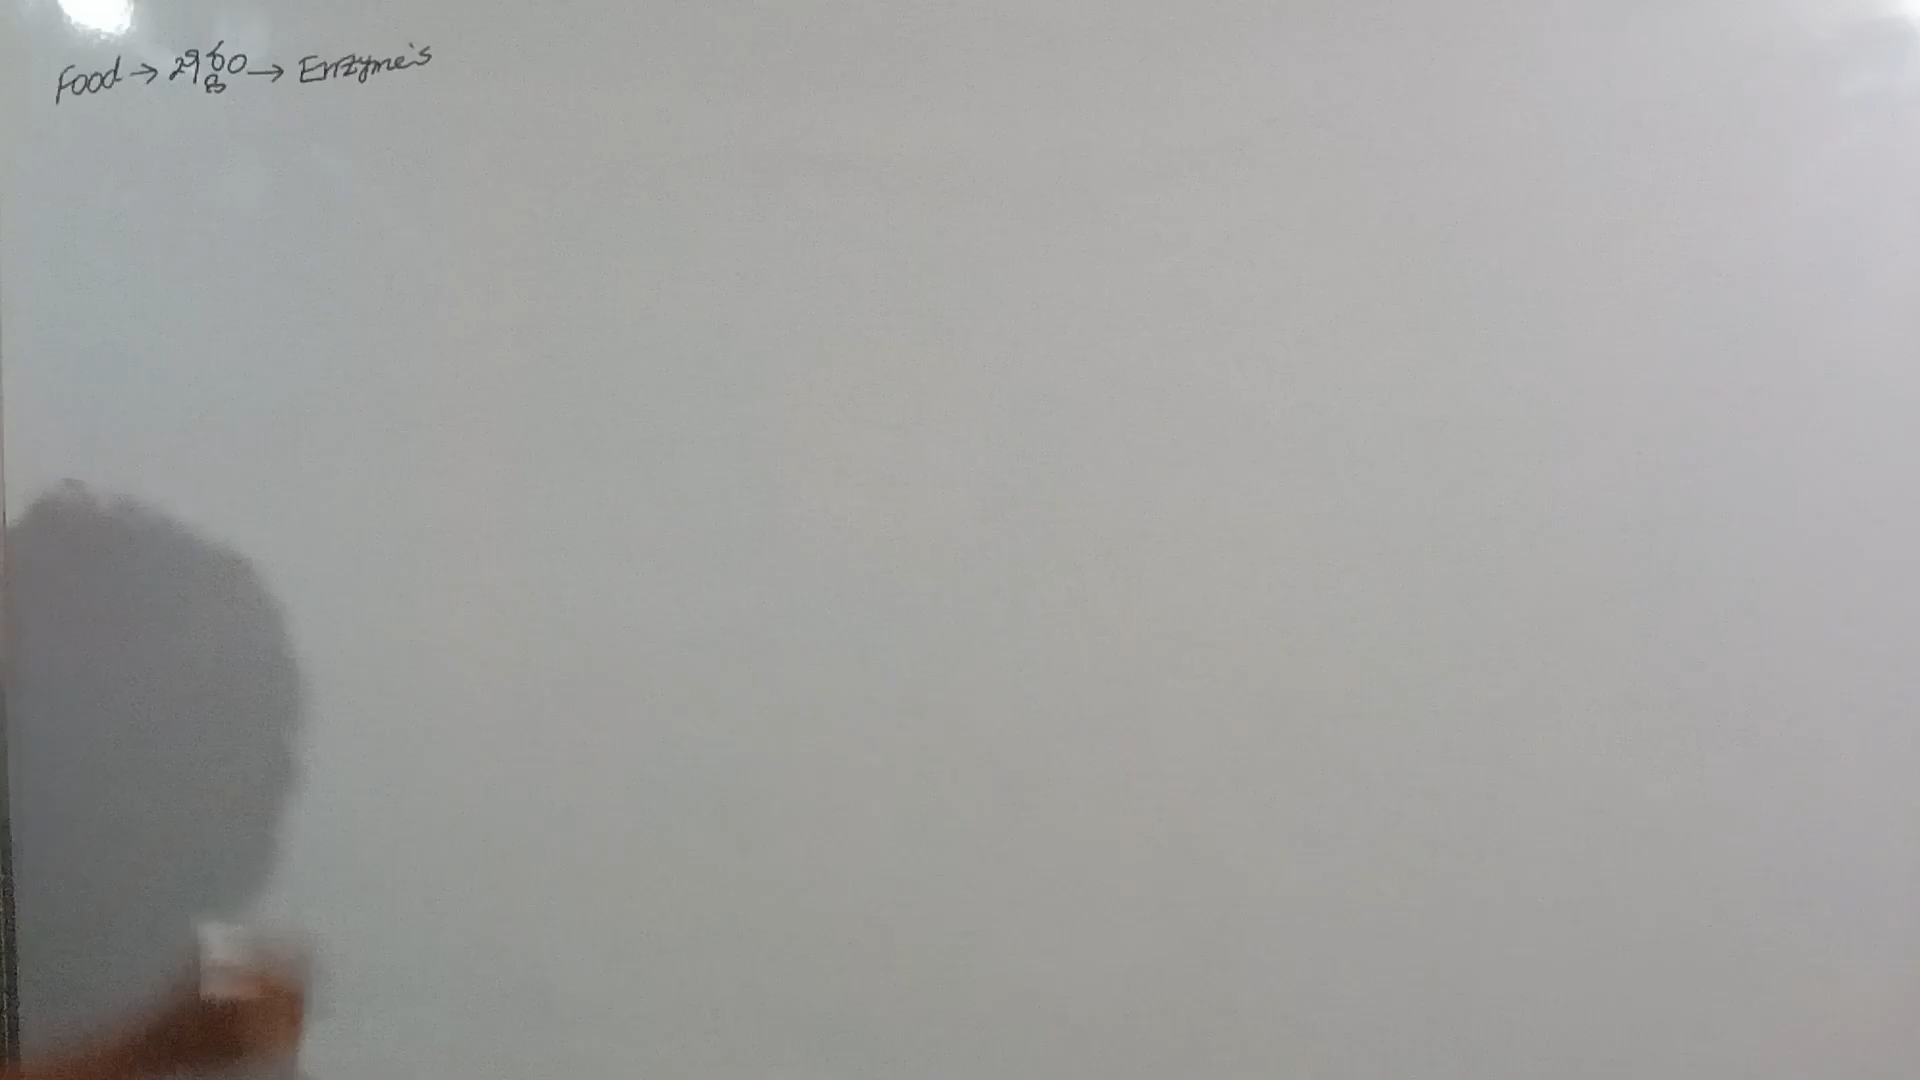 Food → → Enzyme's